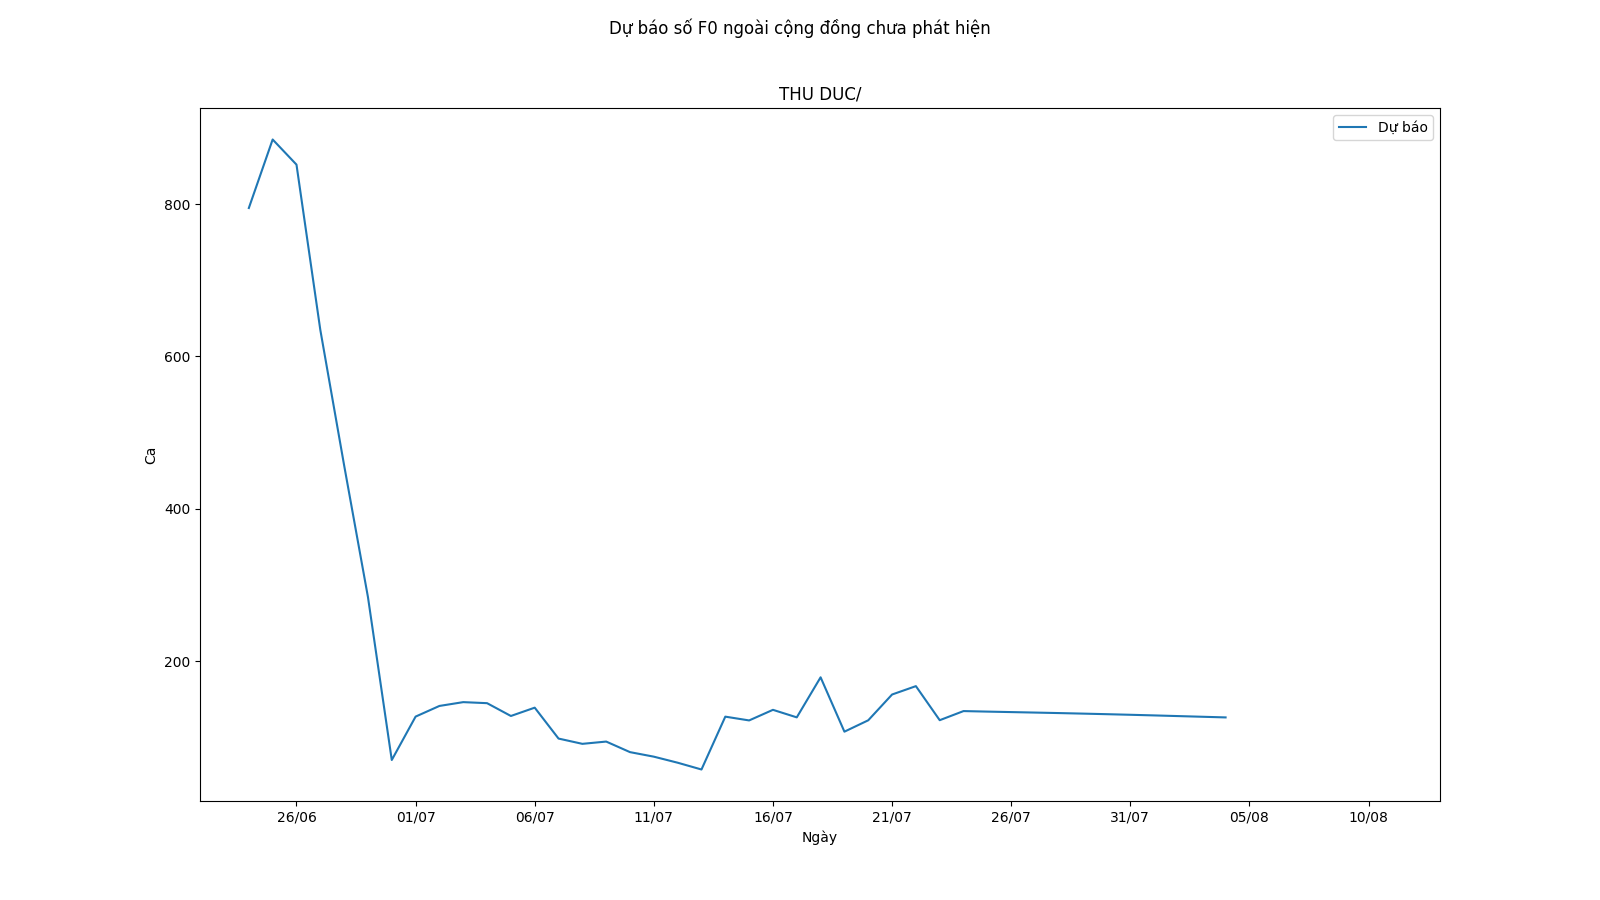 Dự báo số F0 ngoài cộng đồng chưa phát hiện
THU DUC/
Dự báo
800
600
400
200
Ca
26/06 01/07 06/07 11/07 16/07 21/07 26/07 31/07 05/08 10/08
Ngày